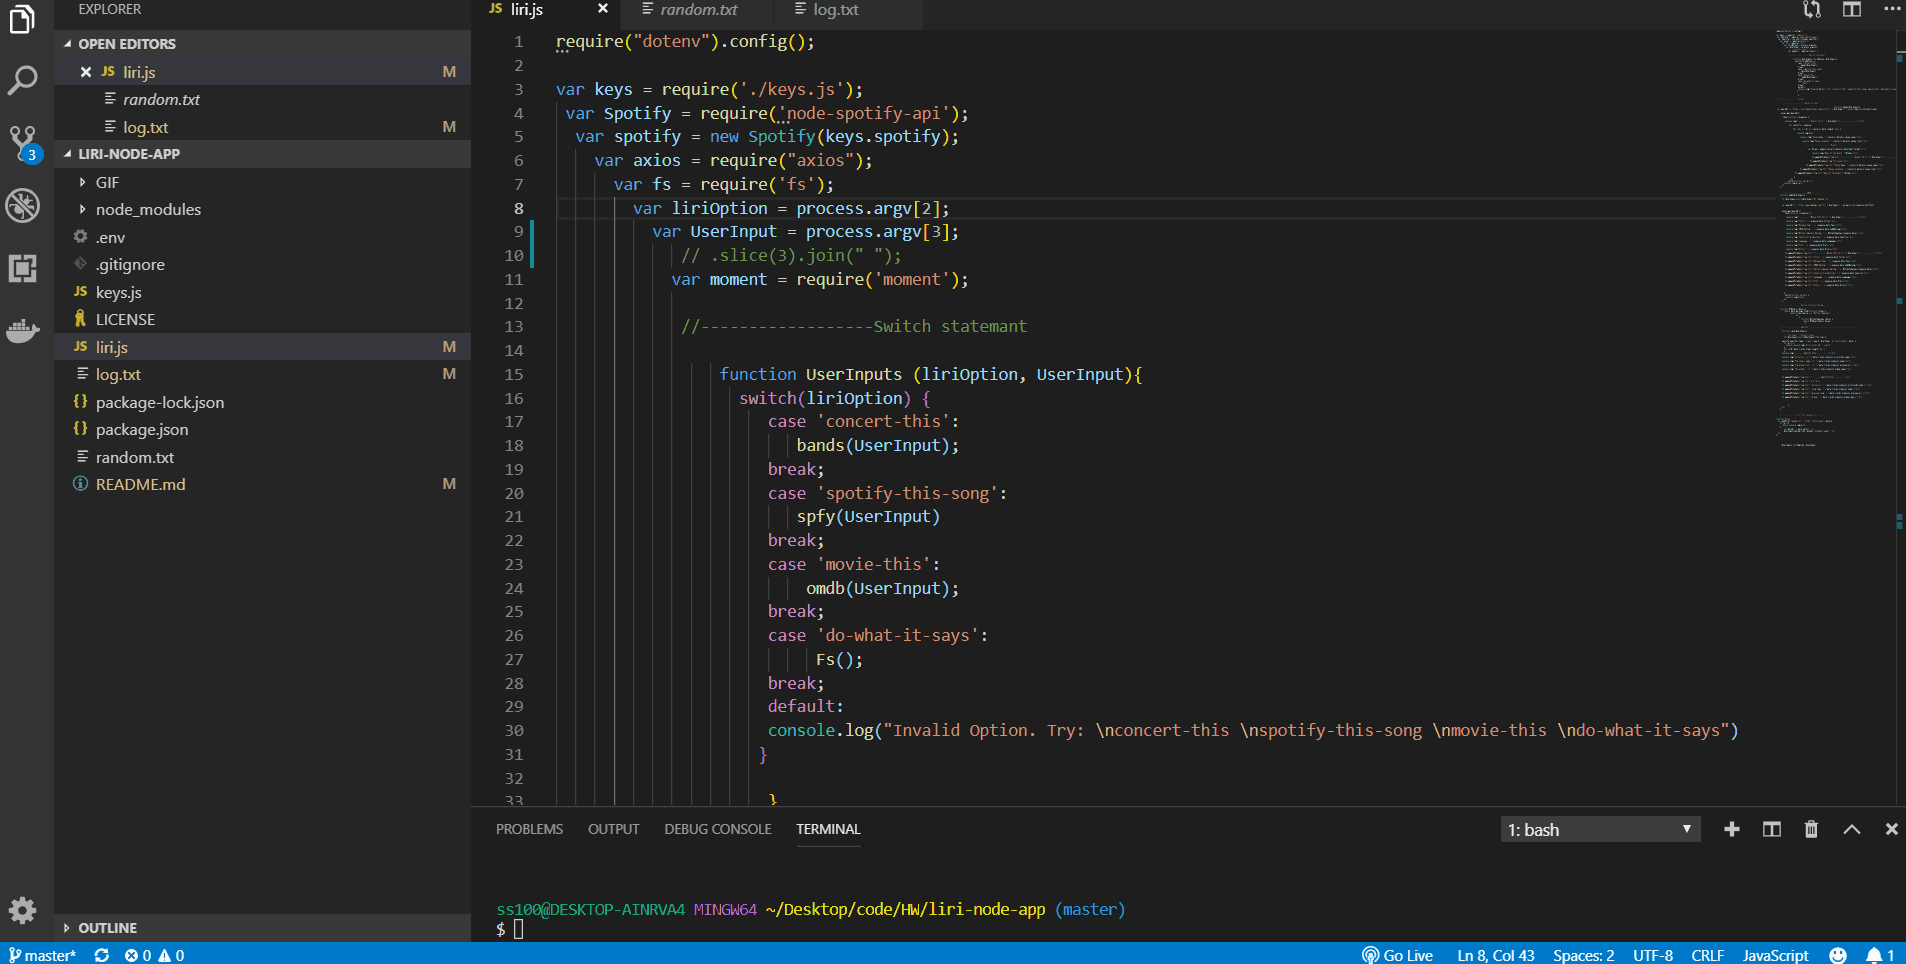 EXPLORER
OPEN EDITORS
JS liri.js M
random.txt
log.txt M
LIRI-NODE-APP
GIF
node_modules
.env
.gitignore
JS keys.js
LICENSE
JS liri.js M
log.txt M
{} package-lock.json
{} package.json
random.txt
README.md M
OUTLINE
3
JS liri.js
random.txt
log.txt
1 require("dotenv").config();
2
3 var keys = require('./keys.js');
4 var Spotify = require('node-spotify-api');
5 var spotify = new Spotify(keys.spotify);
6 var axios = require("axios");
7 var fs = require('fs');
8 var liriOption = process.argv[2];
9 var UserInput = process.argv[3];
10 // .slice(3).join(" ");
11 var moment = require('moment');
12
13 //------------------Switch statemant
14
15 function UserInputs (liriOption, UserInput){
16 switch(liriOption) {
17 case 'concert-this':
18 bands(UserInput);
19 break;
20 case 'spotify-this-song':
21 spfy(UserInput)
22 break;
23 case 'movie-this':
24 omdb(UserInput);
25 break;
26 case 'do-what-it-says':
27 Fs();
28 break;
29 default:
30 console.log("Invalid Option. Try: \nconcert-this \nspotify-this-song \nmovie-this \ndo-what-it-says")
31 }
32
33 }
PROBLEMS OUTPUT DEBUG CONSOLE TERMINAL
1: bash
ss100@DESKTOP-AINRVA4 MINGW64 ~/Desktop/code/HW/liri-node-app (master)
$
master* 0 0 Go Live Ln 8, Col 43 Spaces: 2 UTF-8 CRLF JavaScript 1